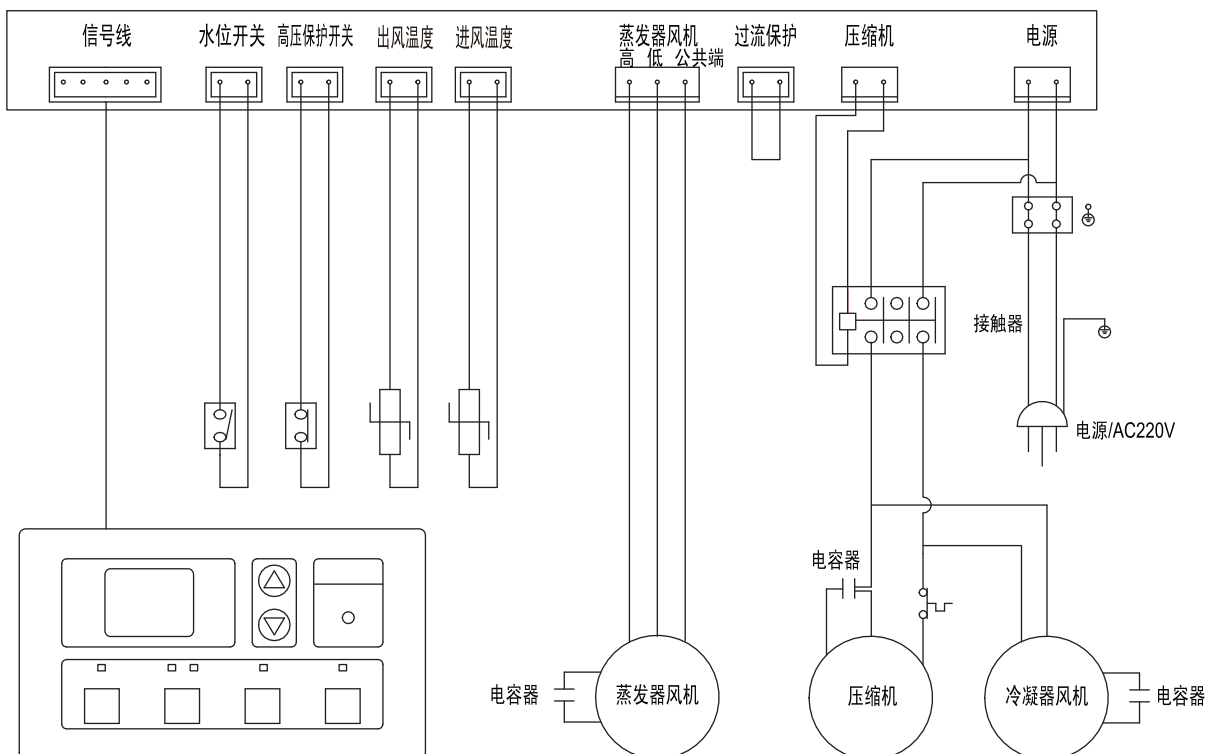 信号线 水位开关 高压保护开关 出风温度 进风温度 蒸发器风机 过流保护 压缩机 电源
高 低 公共端
接触器
电源/AC220V
电容器
电容器 蒸发器风机 压缩机 冷凝器风机 电容器